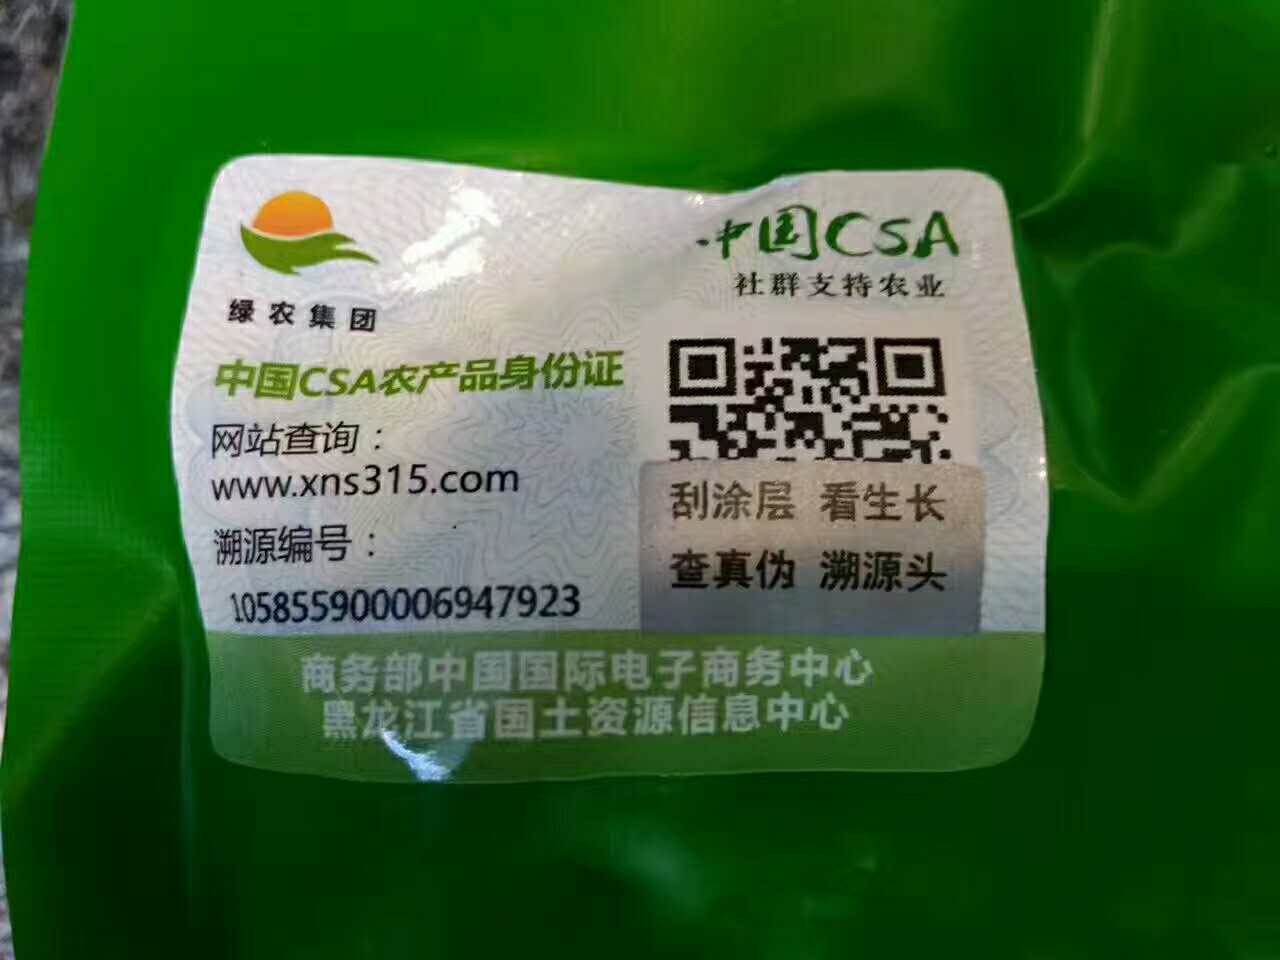 绿农集团
中国CSA
社群支持农业
中国CSA农产品身份证
网站查询：
www.xns315.com
溯源编号：
105855900006947923
刮涂层 看生长
查真伪 溯源头
商务部中国国际电子商务中心
黑龙江省国土资源信息中心